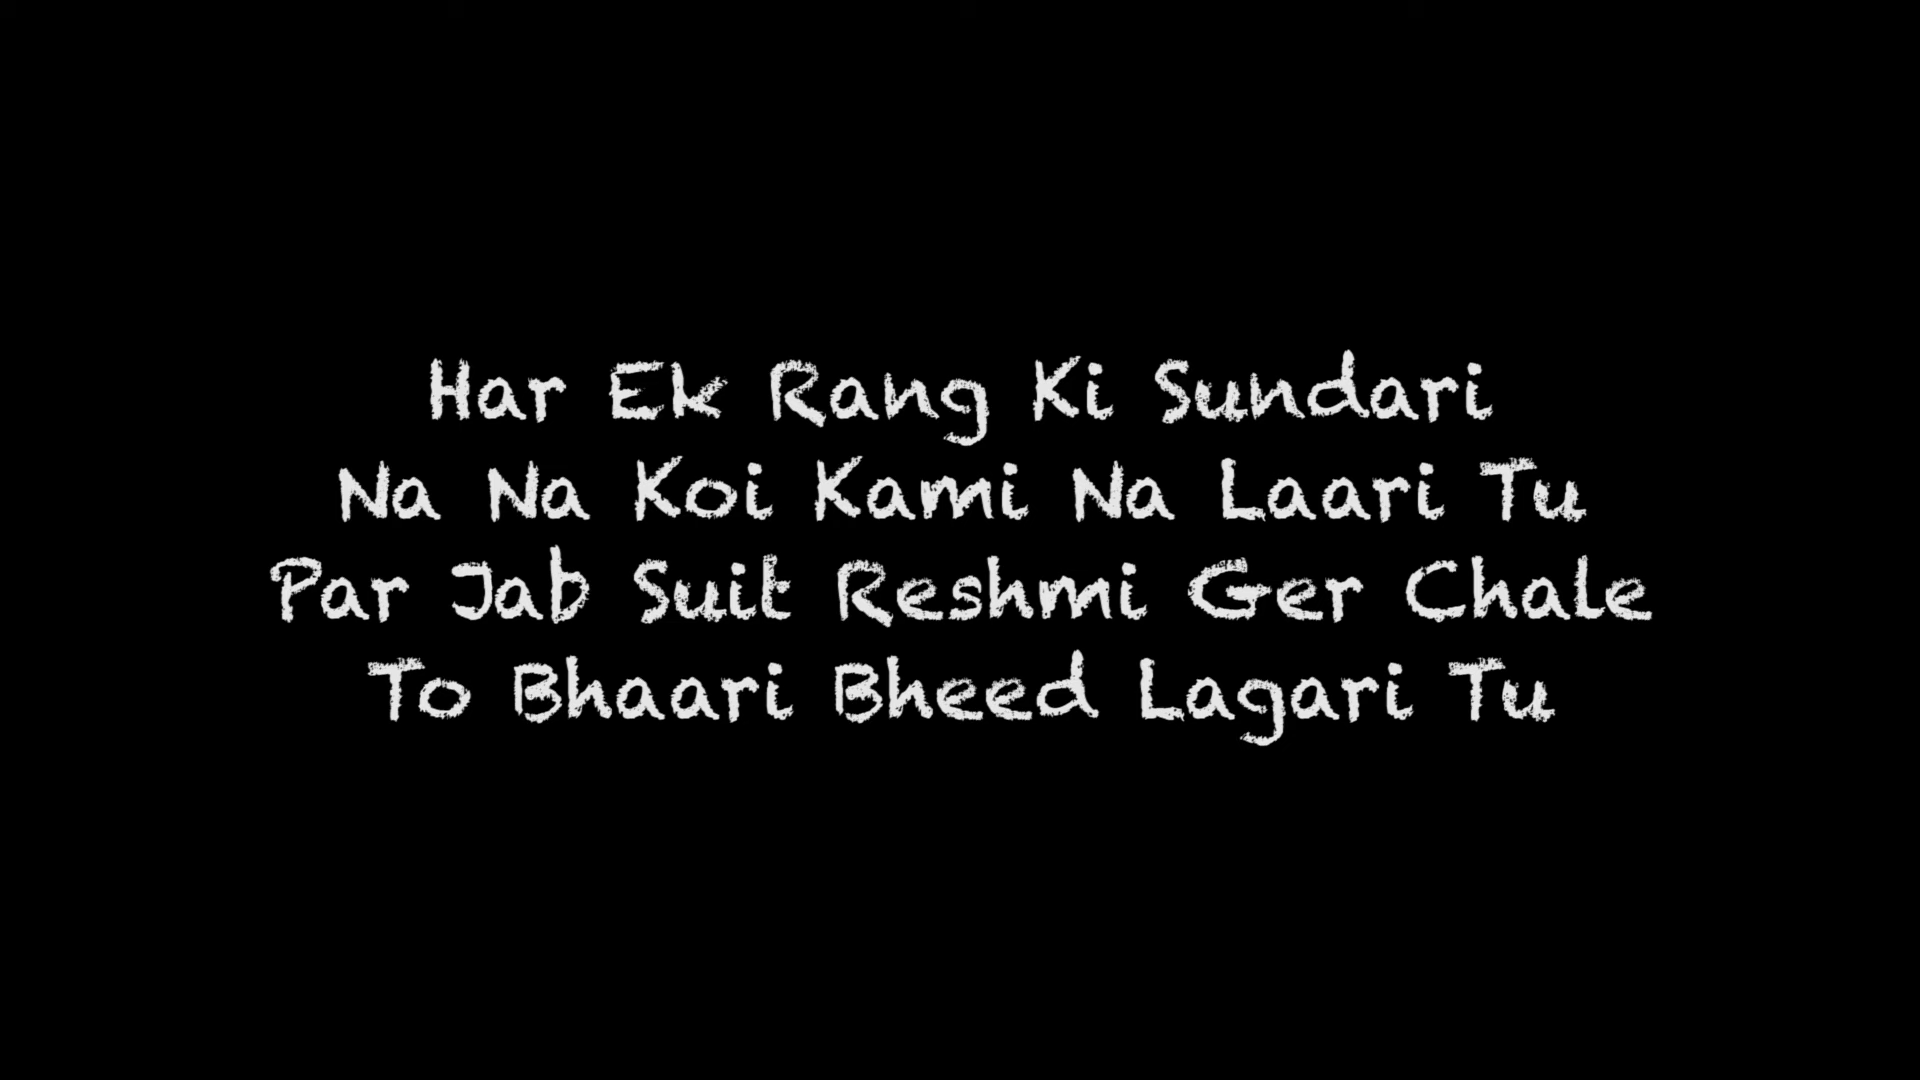 Har Ek Rang Ki Sundari
Na Na Koi Kami Na Laari Tu
Par Jab Suit Reshmi Ger Chale
To Bhaari Bheed Lagari Tu